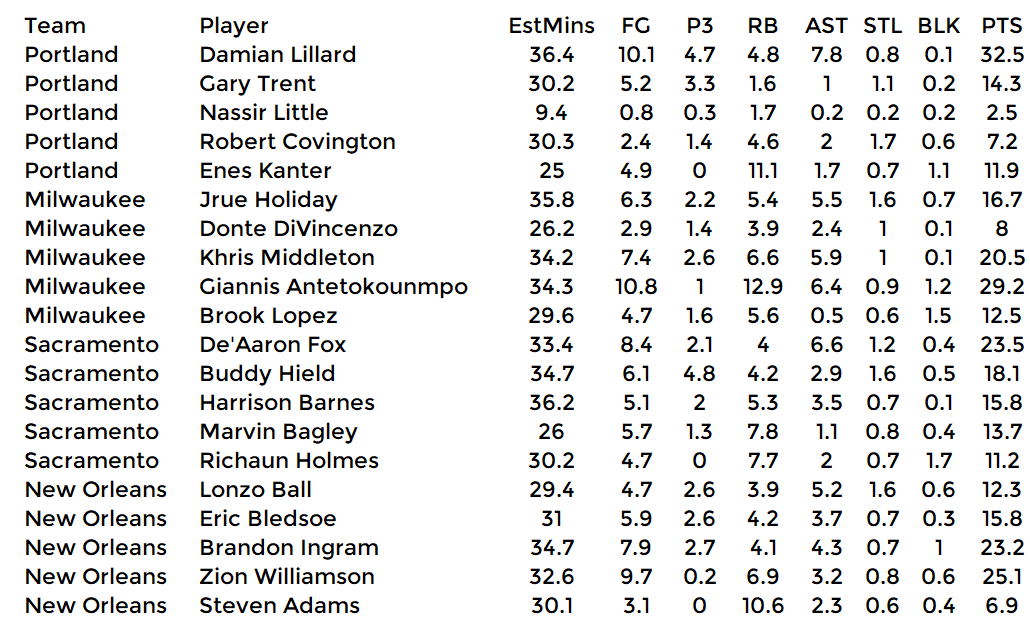 Team Player EstMins FG P3 RB AST STL BLK PTS
Portland Damian Lillard 36.4 10.1 4.7 4.8 7.8 0.8 0.1 32.5
Portland Gary Trent 30.2 5.2 3.3 1.6 1 1.1 0.2 14.3
Portland Nassir Little 9.4 0.8 0.3 1.7 0.2 0.2 0.2 2.5
Portland Robert Covington 30.3 2.4 1.4 4.6 2 1.7 0.6 7.2
Portland Enes Kanter 25 4.9 0 11.1 1.7 0.7 1.1 11.9
Milwaukee Jrue Holiday 35.8 6.3 2.2 5.4 5.5 1.6 0.7 16.7
Milwaukee Donte DiVincenzo 26.2 2.9 1.4 3.9 2.4 1 0.1 8
Milwaukee Khris Middleton 34.2 7.4 2.6 6.6 5.9 1 0.1 20.5
Milwaukee Giannis Antetokounmpo 34.3 10.8 1 12.9 6.4 0.9 1.2 29.2
Milwaukee Brook Lopez 29.6 4.7 1.6 5.6 0.5 0.6 1.5 12.5
Sacramento De'Aaron Fox 33.4 8.4 2.1 4 6.6 1.2 0.4 23.5
Sacramento Buddy Hield 34.7 6.1 4.8 4.2 2.9 1.6 0.5 18.1
Sacramento Harrison Barnes 36.2 5.1 2 5.3 3.5 0.7 0.1 15.8
Sacramento Marvin Bagley 26 5.7 1.3 7.8 1.1 0.8 0.4 13.7
Sacramento Richaun Holmes 30.2 4.7 0 7.7 2 0.7 1.7 11.2
New Orleans Lonzo Ball 29.4 4.7 2.6 3.9 5.2 1.6 0.6 12.3
New Orleans Eric Bledsoe 31 5.9 2.6 4.2 3.7 0.7 0.3 15.8
New Orleans Brandon Ingram 34.7 7.9 2.7 4.1 4.3 0.7 1 23.2
New Orleans Zion Williamson 32.6 9.7 0.2 6.9 3.2 0.8 0.6 25.1
New Orleans Steven Adams 30.1 3.1 0 10.6 2.3 0.6 0.4 6.9